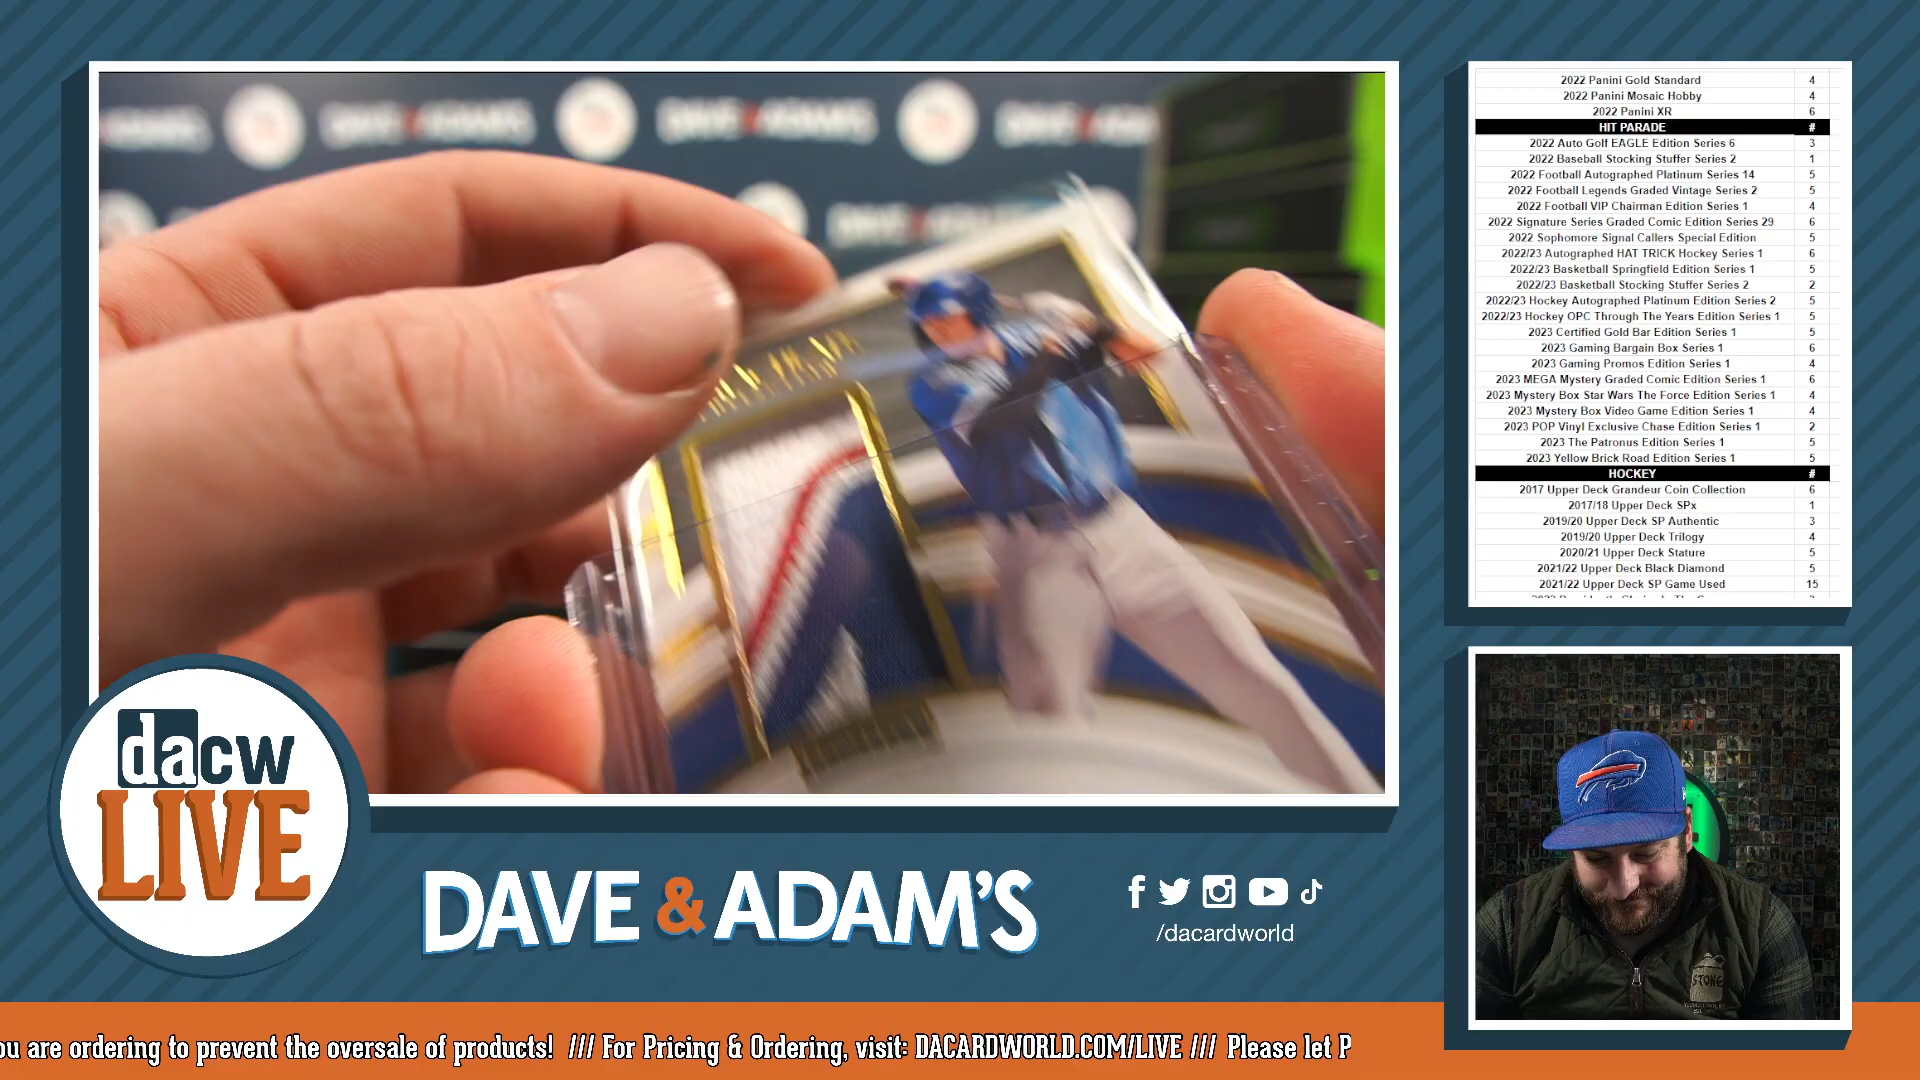 DAVE & ADAM'S
DAVE & ADAM'S
2022 Panini Gold Standard 4
2022 Panini Mosaic Hobby 4
2022 Panini XR 6
HIT PARADE #
2022 Auto Golf EAGLE Edition Series 6 3
2022 Baseball Stocking Stuffer Series 2 1
2022 Football Autographed Platinum Series 14 5
2022 Football Legends Graded Vintage Series 2 5
2022 Football VIP Chairman Edition Series 1 4
2022 Signature Series Graded Comic Edition Series 29 6
2022 Sophomore Signal Callers Special Edition 5
2022/23 Autographed HAT TRICK Hockey Series 1 6
2022/23 Basketball Springfield Edition Series 1 5
2022/23 Basketball Stocking Stuffer Series 2 2
2022/23 Hockey Autographed Platinum Edition Series 2 5
2022/23 Hockey OPC Through The Years Edition Series 1 5
2023 Certified Gold Bar Edition Series 1 5
2023 Gaming Bargain Box Series 1 6
2023 Gaming Promos Edition Series 1 4
2023 MEGA Mystery Graded Comic Edition Series 1 6
2023 Mystery Box Star Wars The Force Edition Series 1 4
2023 Mystery Box Video Game Edition Series 1 4
2023 POP Vinyl Exclusive Chase Edition Series 1 2
2023 The Patronus Edition Series 1 5
2023 Yellow Brick Road Edition Series 1 5
HOCKEY #
2017 Upper Deck Grandeur Coin Collection 6
2017/18 Upper Deck SPx 1
2019/20 Upper Deck SP Authentic 3
2019/20 Upper Deck Trilogy 4
2020/21 Upper Deck Stature 5
2021/22 Upper Deck Black Diamond 5
2021/22 Upper Deck SP Game Used 15
dacw
LIVE
DAVE & ADAM'S
/dacardworld
STONE
ou are ordering to prevent the oversale of products! /// For Pricing & Ordering, visit: DACARDWORLD.COM/LIVE /// Please let P